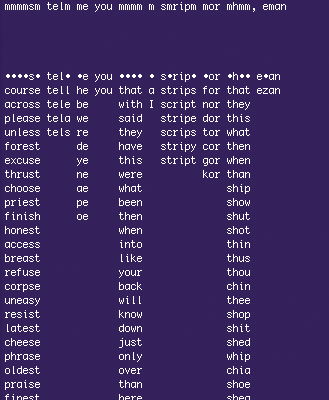 mmmmsm telm me you mmmm m smripm mor mhmm, eman
••••s• tel• •e you •••• • s•rip• •or •h•• e•an
course tell he you that a strips for that ezan
across tele be with I script nor they
please tela we said stripe dor this
unless tels re they scrips tor what
forest de have stripy cor then
excuse ye this stript gor when
thrust ne were kor than
choose ae what ship
priest pe been show
finish oe then shut
honest when shot
access into thin
breast like thus
refuse your thou
corpse back chin
uneasy will thee
resist know shop
latest down shit
cheese just shed
phrase only whip
oldest over chia
praise than shoe
finest here shea